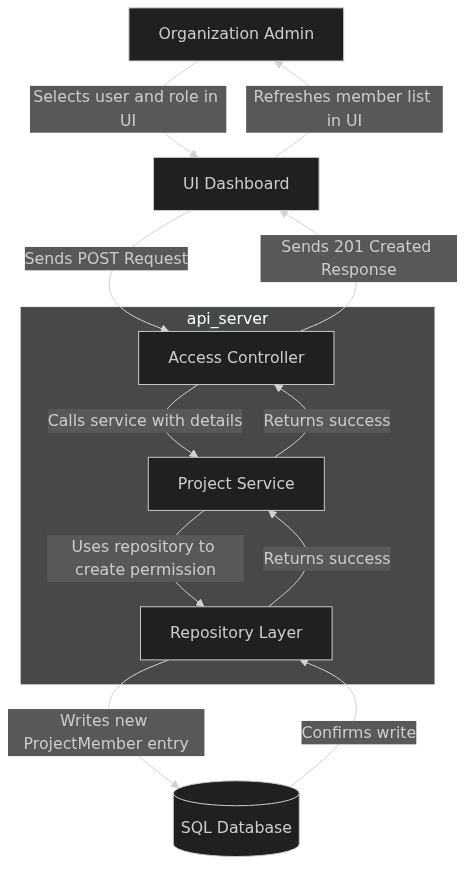 Organization Admin
Selects user and role in
UI
Refreshes member list
in UI
UI Dashboard
Sends POST Request
Sends 201 Created
Response
api_server
Access Controller
Calls service with details
Returns success
Project Service
Uses repository to
create permission
Returns success
Repository Layer
Writes new
ProjectMember entry
Confirms write
SQL Database